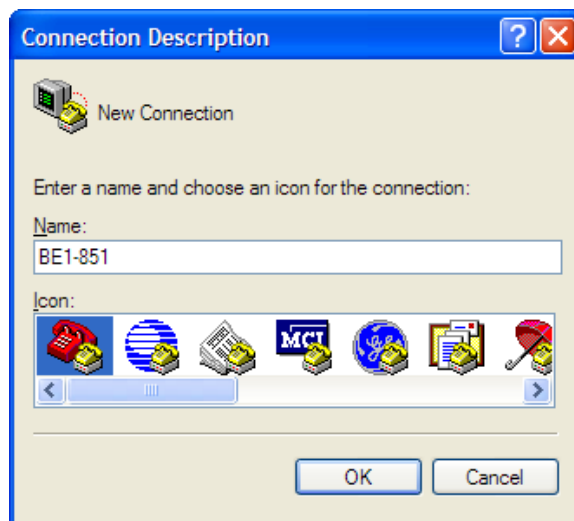 Connection Description
New Connection
Enter a name and choose an icon for the connection:
Name:
BE1-851
Icon:
MCI
OK
Cancel